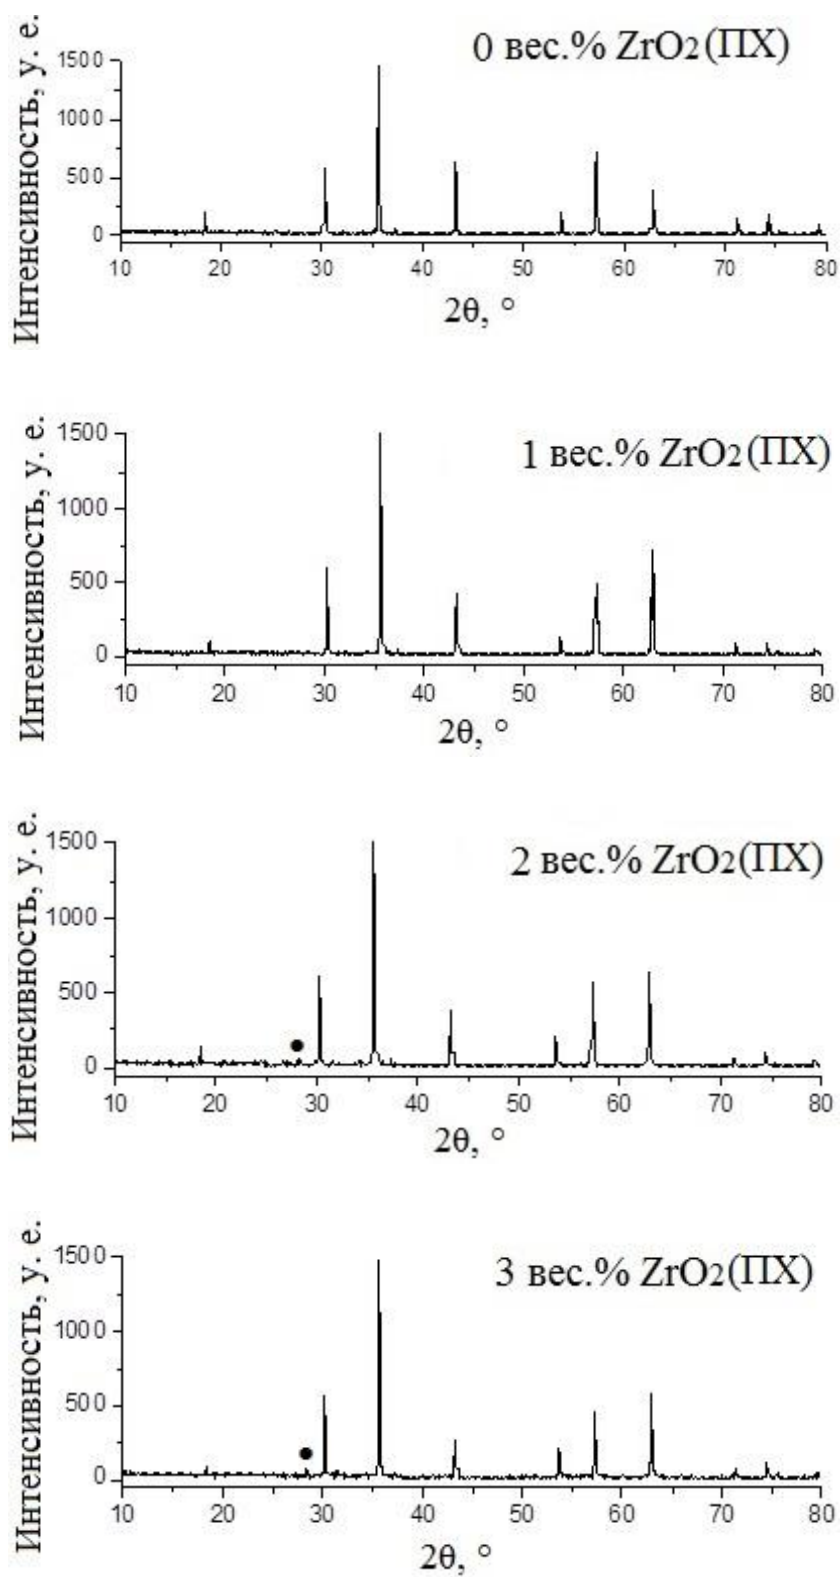 0 вес.% ZrO2(ПХ)
Интенсивность, у. е.
1500
1000
500
0
10 20 30 40 50 60 70 80
2θ, °
1 вес.% ZrO2(ПХ)
Интенсивность, у. е.
1500
1000
500
0
10 20 30 40 50 60 70 80
2θ, °
2 вес.% ZrO2(ПХ)
Интенсивность, у. е.
1500
1000
500
0
10 20 30 40 50 60 70 80
2θ, °
3 вес.% ZrO2(ПХ)
Интенсивность, у. е.
1500
1000
500
0
10 20 30 40 50 60 70 80
2θ, °